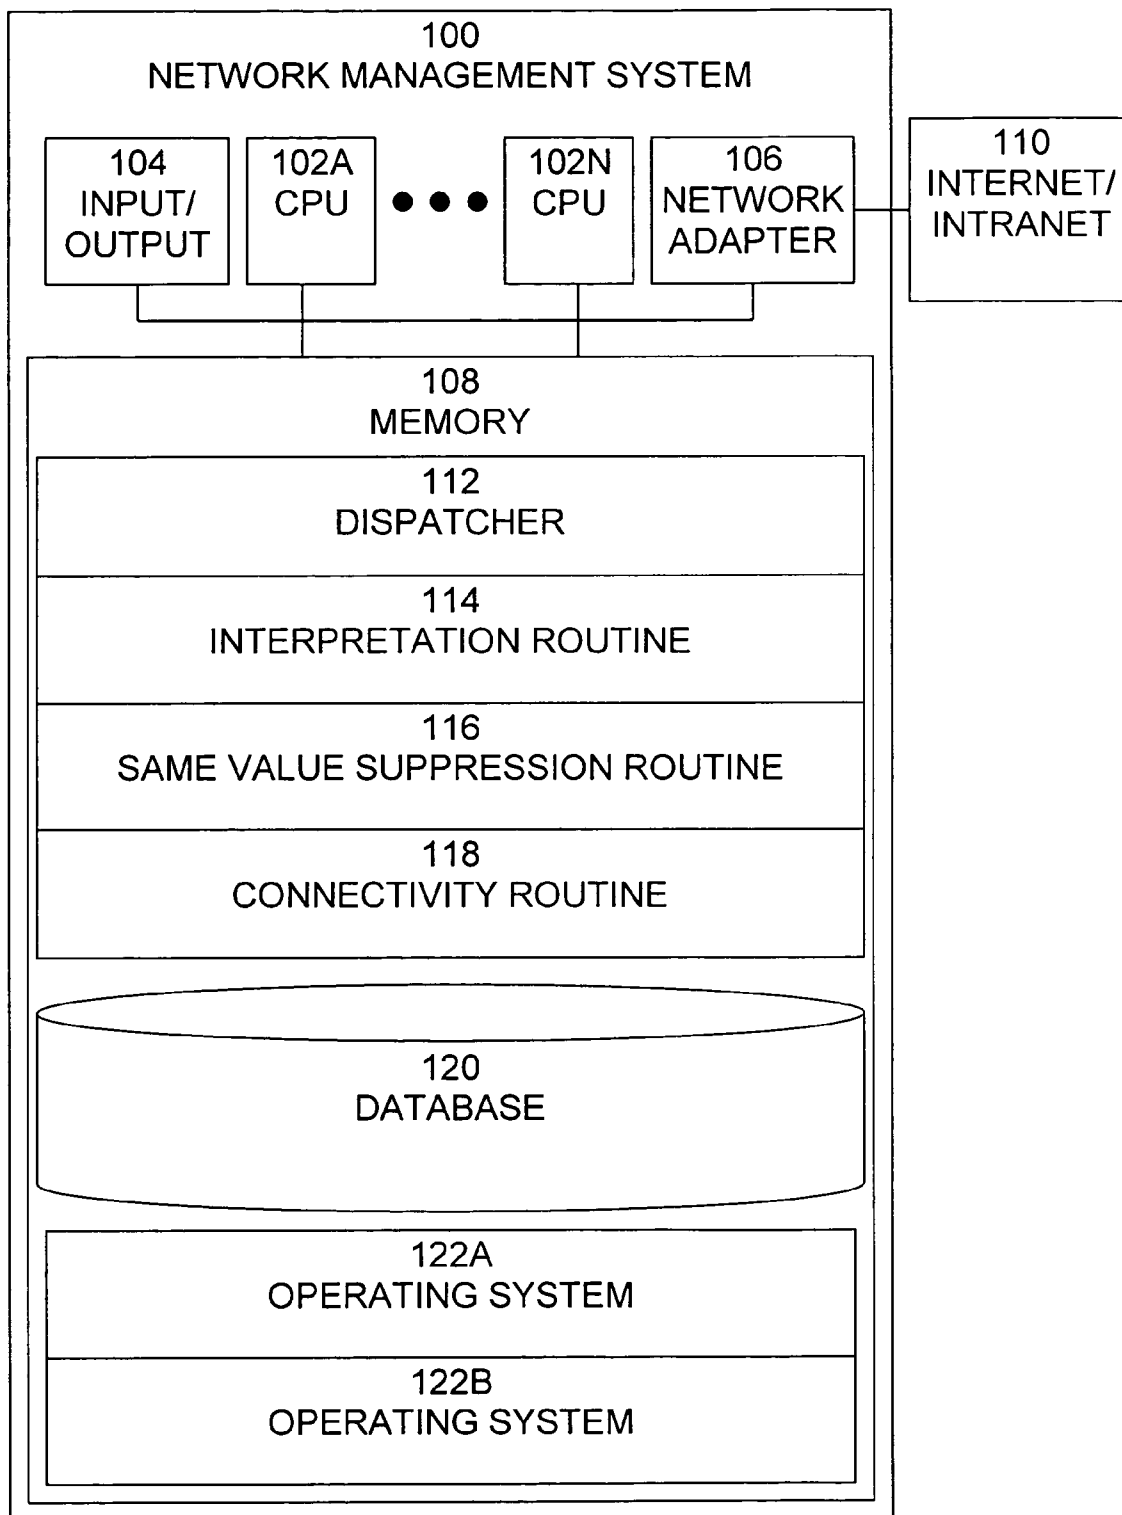 100
NETWORK MANAGEMENT SYSTEM
104
INPUT/
OUTPUT
102A
CPU
102N
CPU
106
NETWORK
ADAPTER
110
INTERNET/
INTRANET
108
MEMORY
112
DISPATCHER
114
INTERPRETATION ROUTINE
116
SAME VALUE SUPPRESSION ROUTINE
118
CONNECTIVITY ROUTINE
120
DATABASE
122A
OPERATING SYSTEM
122B
OPERATING SYSTEM